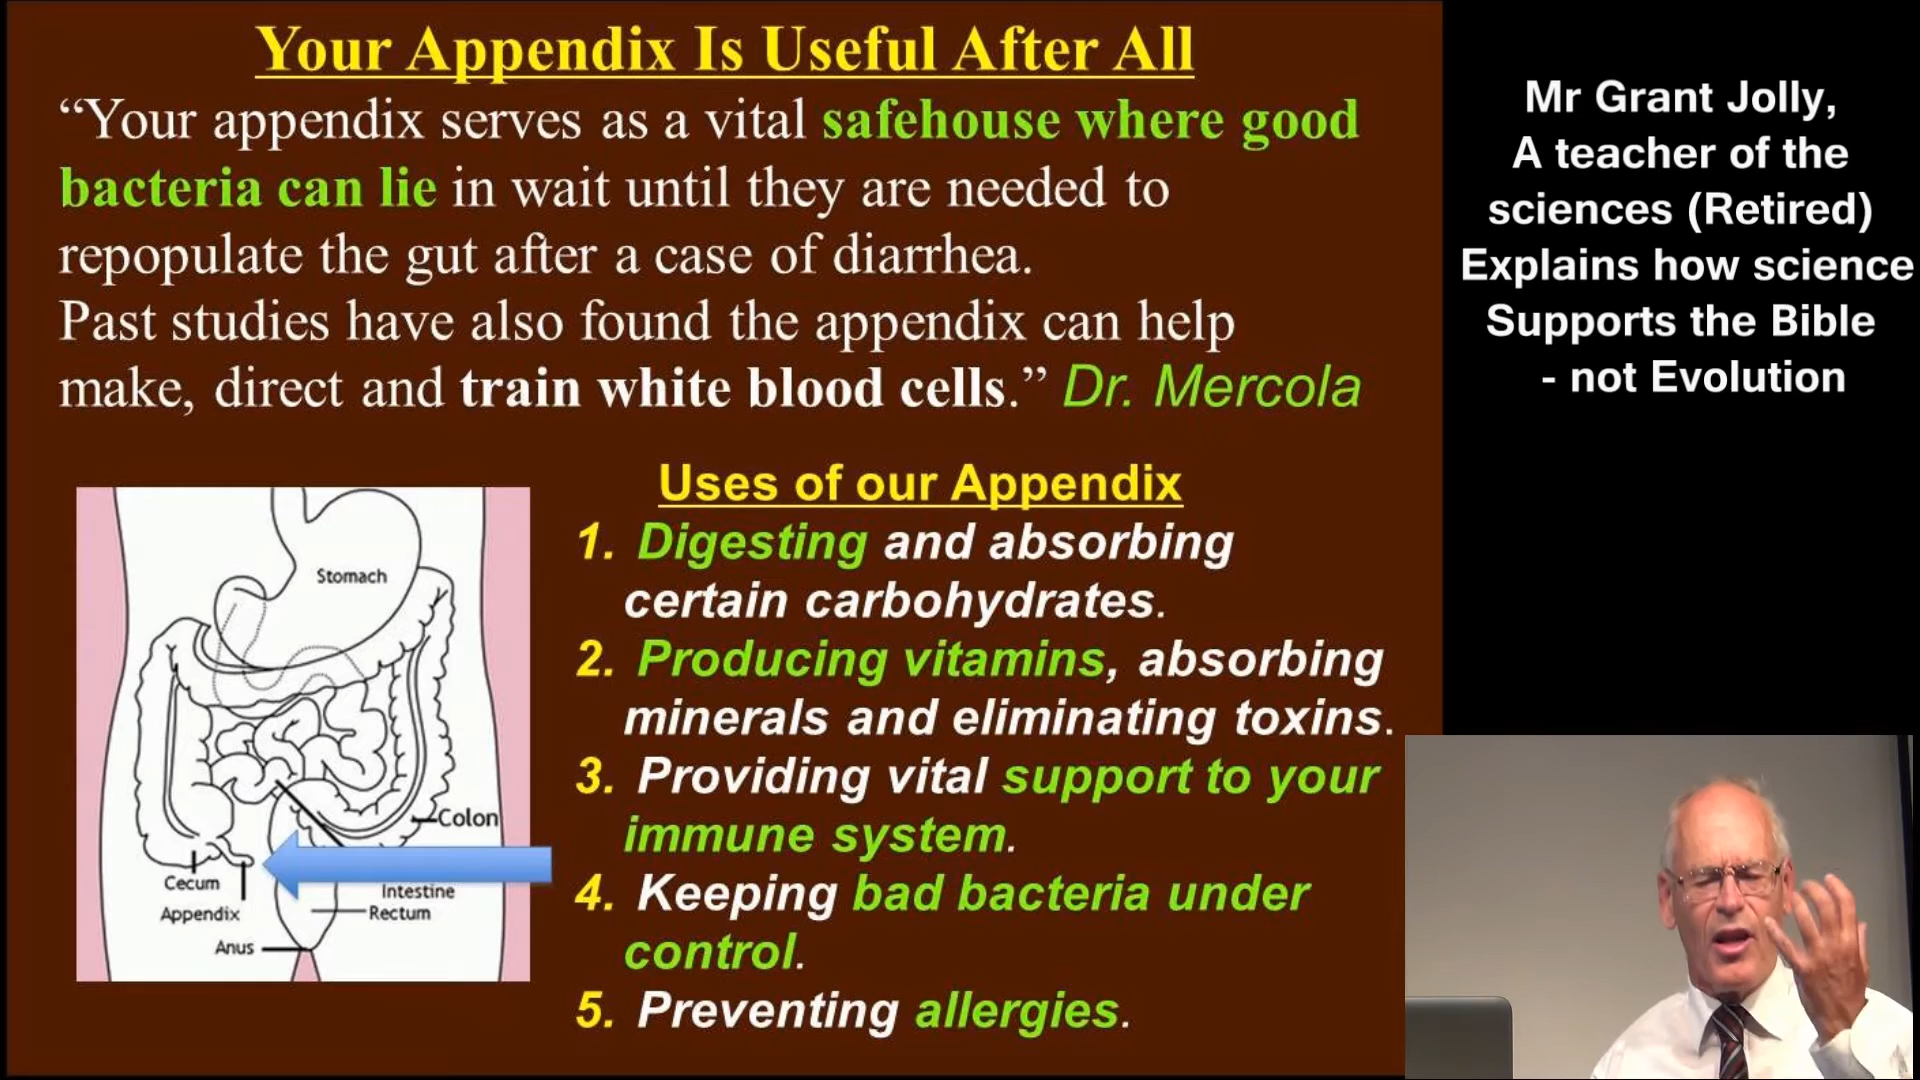 Your Appendix Is Useful After All
“Your appendix serves as a vital safehouse where good
bacteria can lie in wait until they are needed to
repopulate the gut after a case of diarrhea.
Past studies have also found the appendix can help
make, direct and train white blood cells.” Dr. Mercola
Uses of our Appendix
1. Digesting and absorbing
certain carbohydrates.
2. Producing vitamins, absorbing
minerals and eliminating toxins.
3. Providing vital support to your
immune system.
4. Keeping bad bacteria under
control.
5. Preventing allergies.
Stomach
Colon
Cecum
Intestine
Appendix
Rectum
Anus
Mr Grant Jolly,
A teacher of the
sciences (Retired)
Explains how science
Supports the Bible
- not Evolution